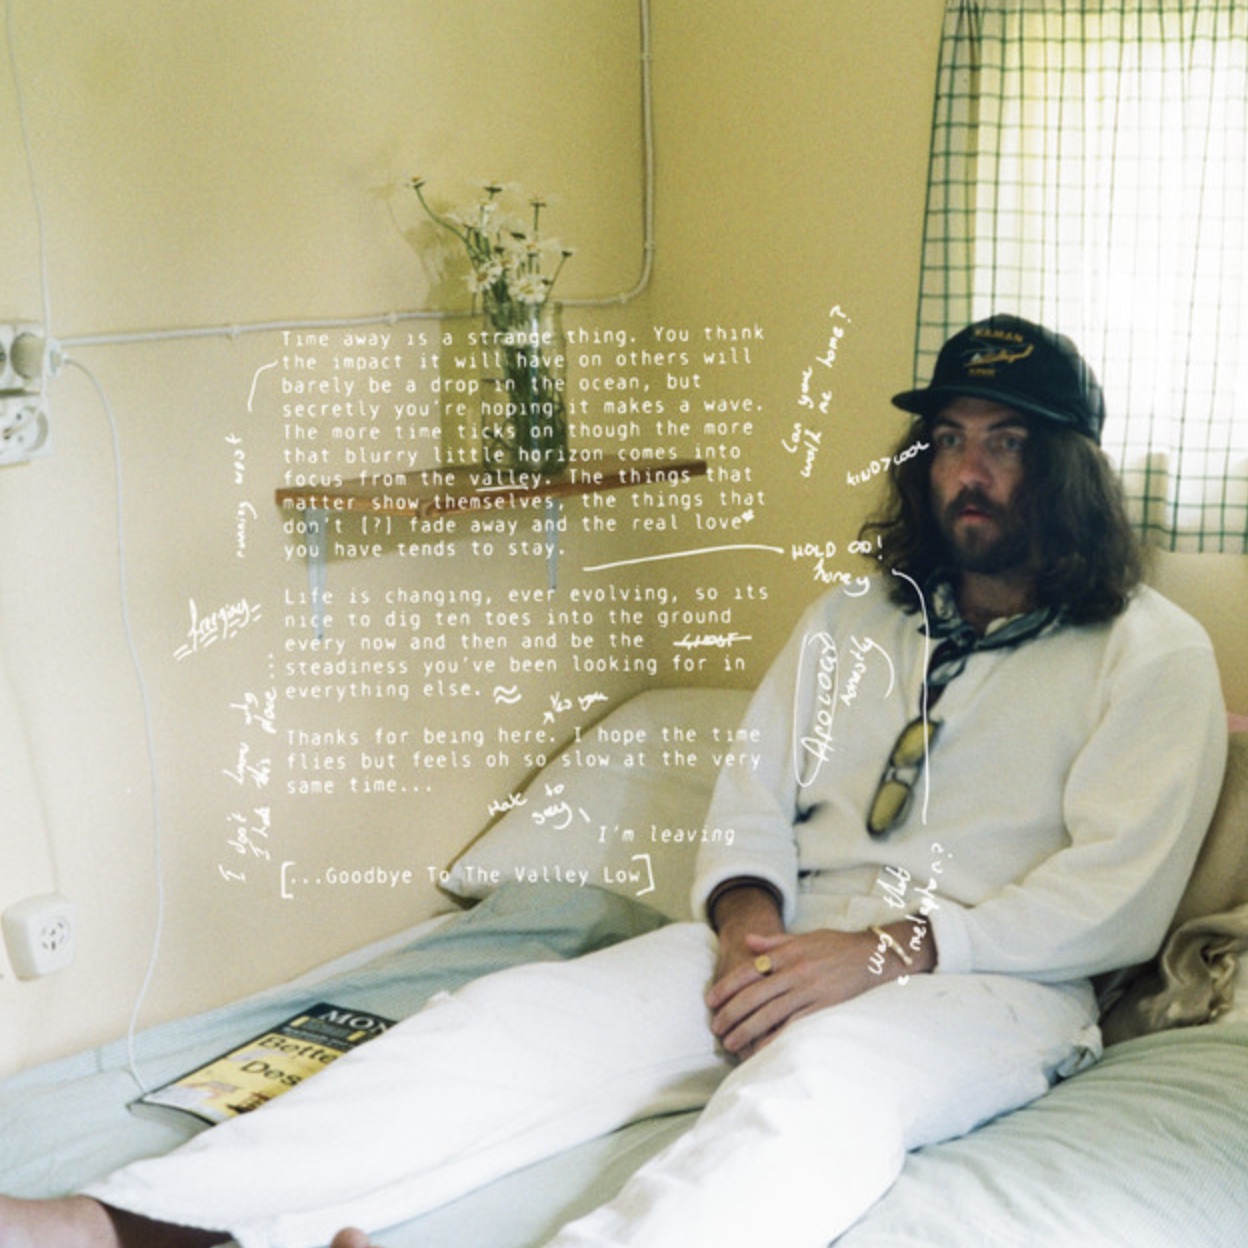 Time away is a strange thing. You think
the impact it will have on others will
barely be a drop in the ocean, but
secretly you're hoping it makes a wave.
The more time ticks on though the more
that blurry little horizon comes into
focus from the valley. The things that
matter show themselves, the things that
don't [?] fade away and the real love*
you have tends to stay.
Life is changing, ever evolving, so its
nice to dig ten toes into the ground
every now and then and be the GHOST
steadiness you've been looking for in
everything else. ≈
yes you
Thanks for being here. I hope the time
flies but feels oh so slow at the very
same time...
Hate to
say,
I'm leaving
[...Goodbye To The Valley Low]
running west
freezing
I don't know why
I hate this place...
Can you
walk me home?
KINDACOOL
HOLD ON!
honey
Apology
honestly
was that
a metaphor?
MON
Bette
Des